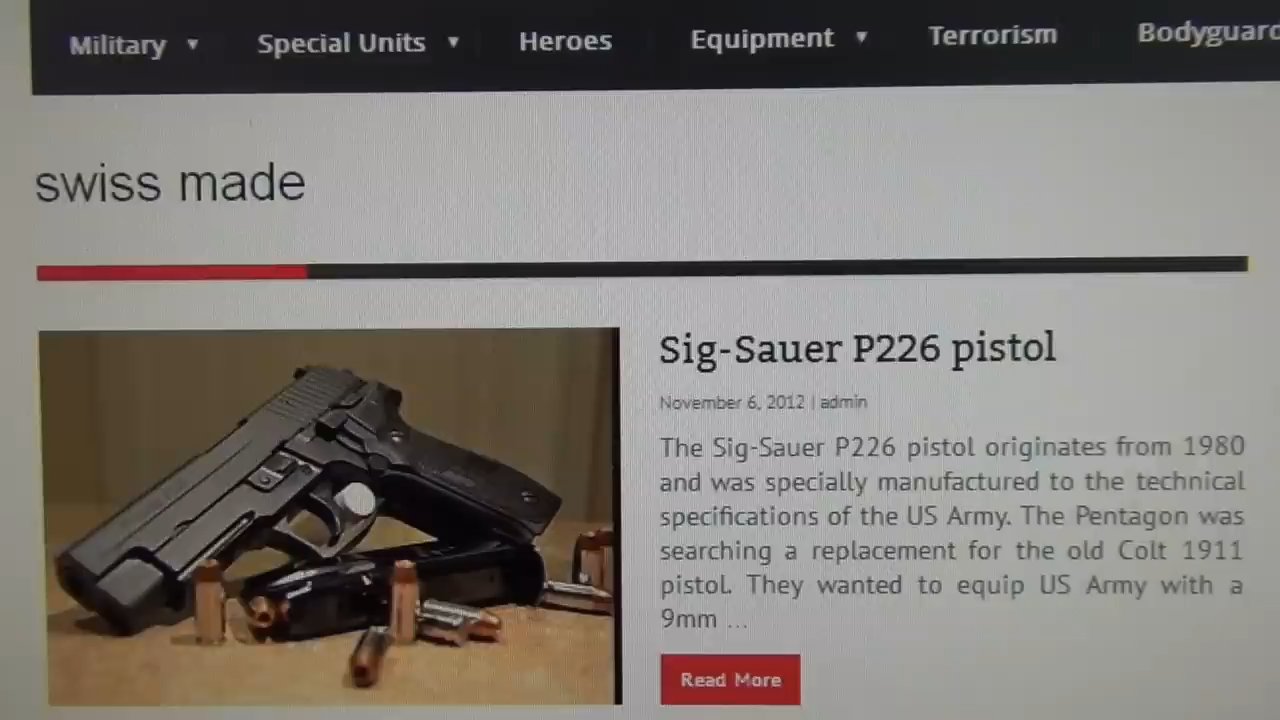 Military ▼ Special Units ▼ Heroes Equipment ▼ Terrorism Bodyguard
swiss made
Sig-Sauer P226 pistol
November 6, 2012 | admin
The Sig-Sauer P226 pistol originates from 1980
and was specially manufactured to the technical
specifications of the US Army. The Pentagon was
searching a replacement for the old Colt 1911
pistol. They wanted to equip US Army with a
9mm ...
Read More